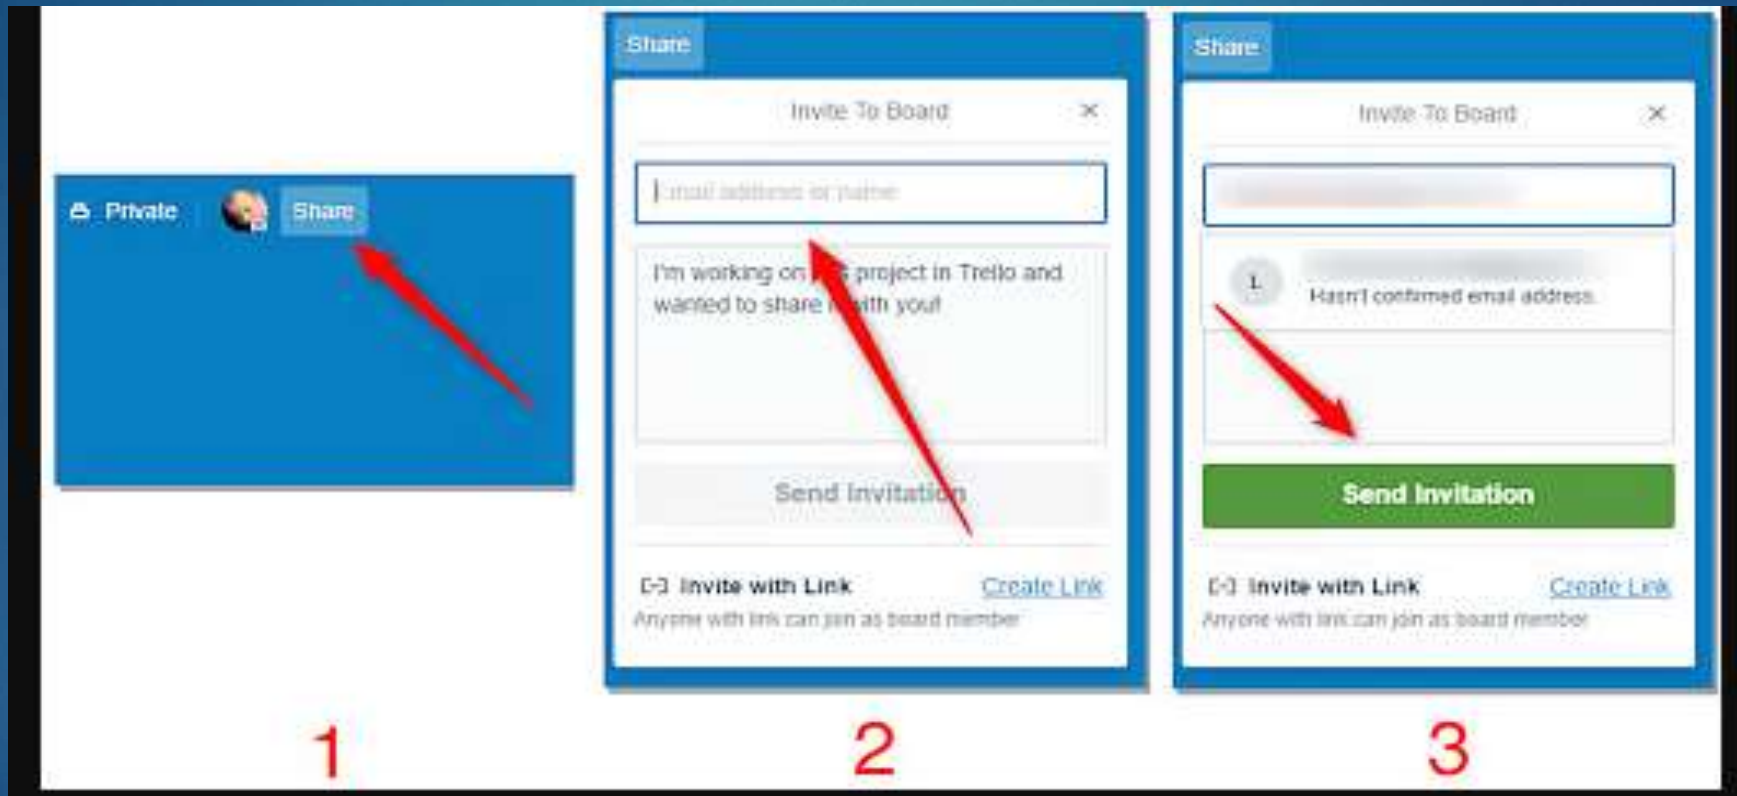 Private
Share
1
Share
Invite To Board
Email address or name
I'm working on this project in Trello and
wanted to share it with you!
Send Invitation
Invite with Link
Create Link
Anyone with link can join as board member
2
Share
Invite To Board
1.
Hasn't confirmed email address.
Send Invitation
Invite with Link
Create Link
Anyone with link can join as board member
3